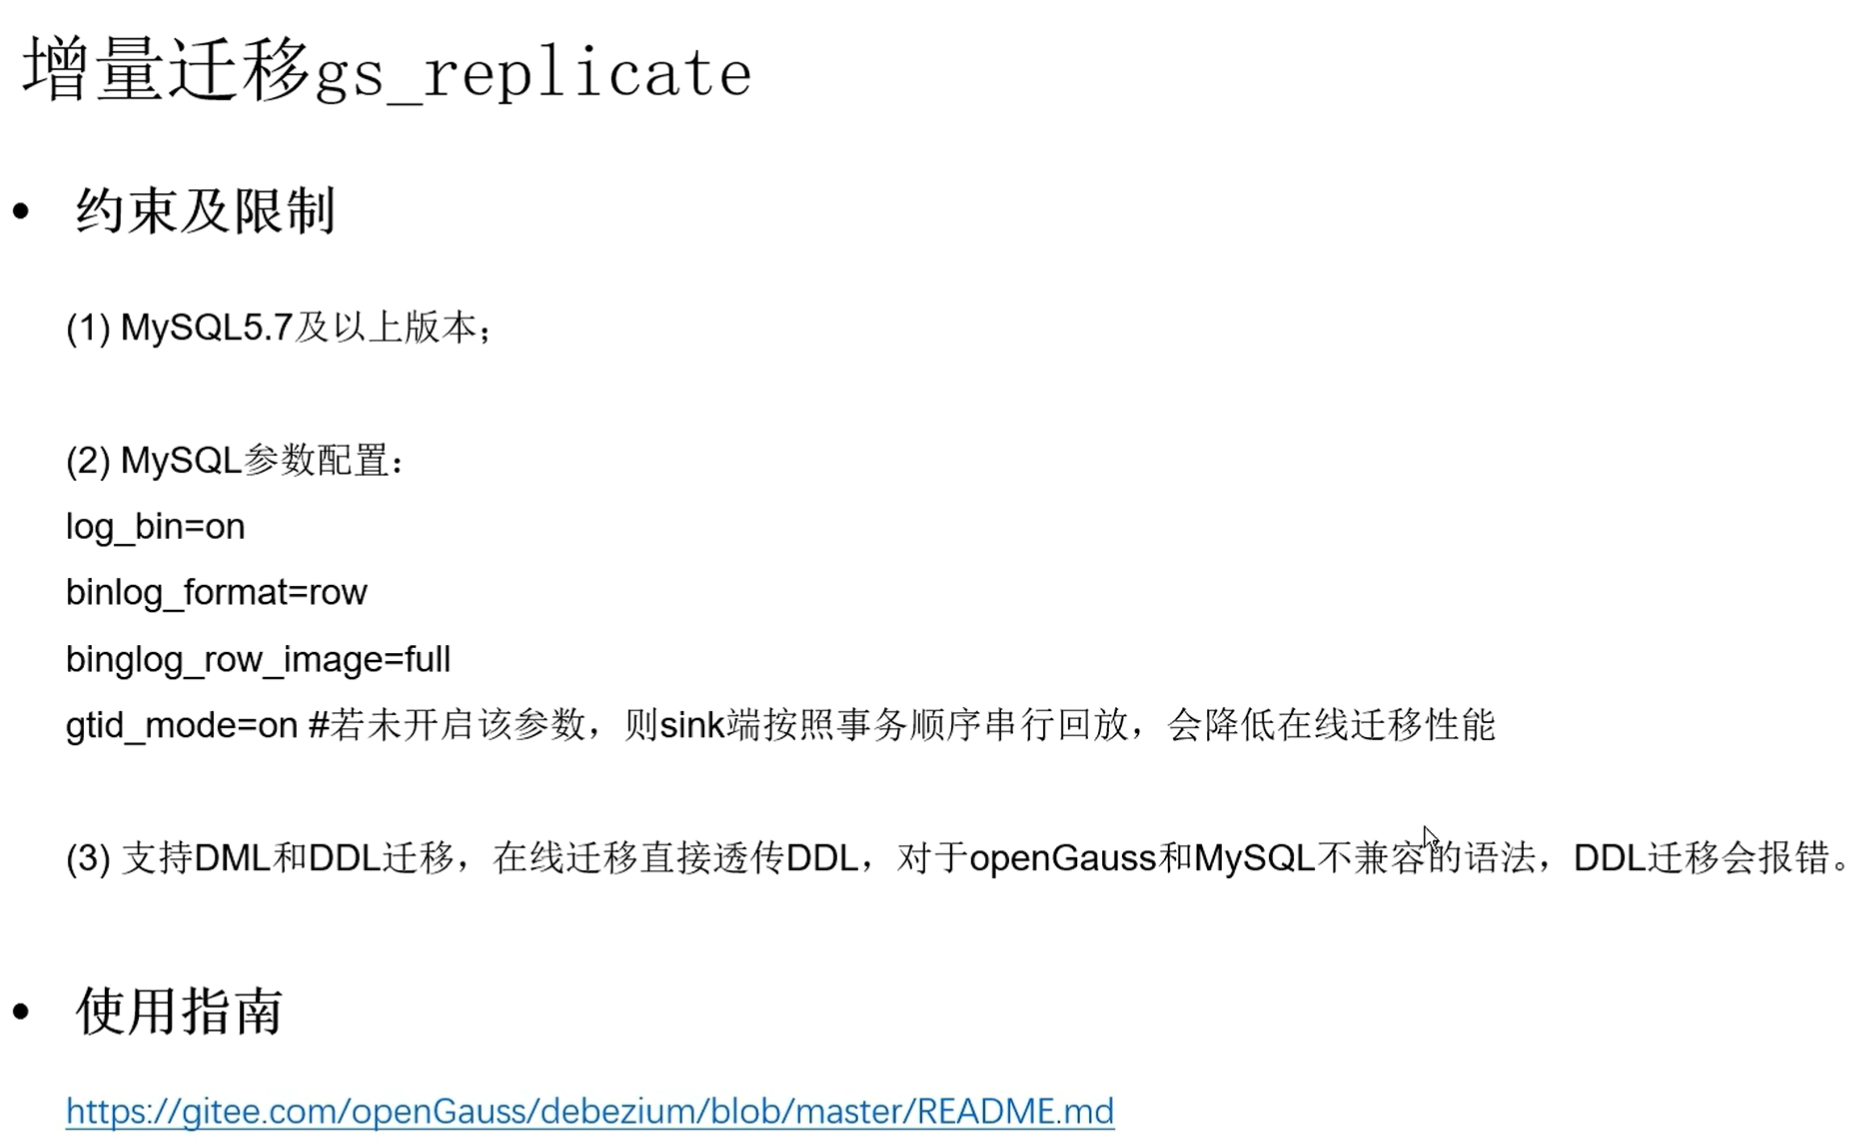 增量迁移gs_replicate
• 约束及限制
(1) MySQL5.7及以上版本；
(2) MySQL参数配置：
log_bin=on
binlog_format=row
binglog_row_image=full
gtid_mode=on #若未开启该参数，则sink端按照事务顺序串行回放，会降低在线迁移性能
(3) 支持DML和DDL迁移，在线迁移直接透传DDL，对于openGauss和MySQL不兼容的语法，DDL迁移会报错。
• 使用指南
https://gitee.com/openGauss/debezium/blob/master/README.md